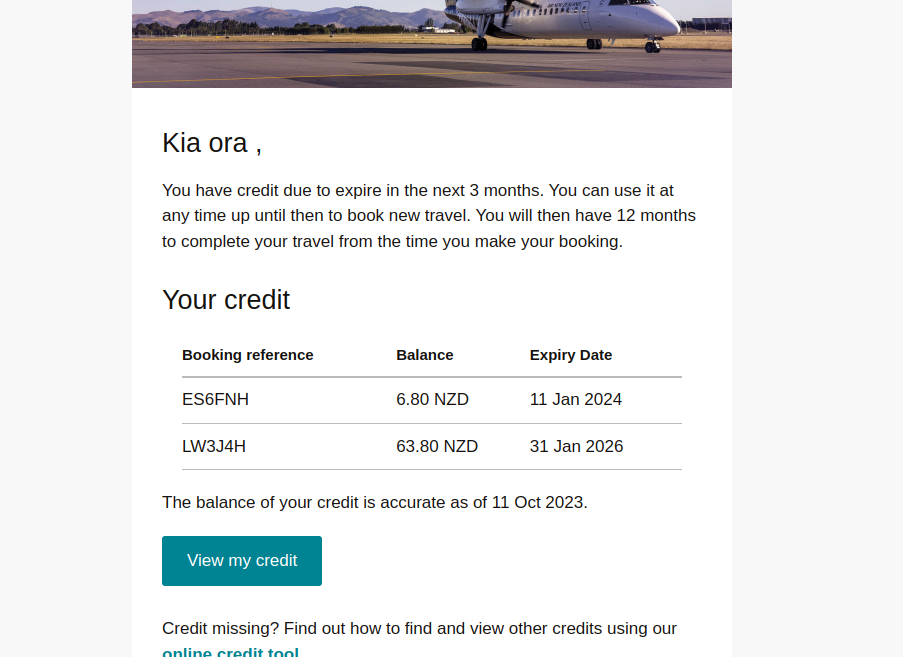 Kia ora ,
You have credit due to expire in the next 3 months. You can use it at
any time up until then to book new travel. You will then have 12 months
to complete your travel from the time you make your booking.
Your credit
Booking reference Balance Expiry Date
ES6FNH 6.80 NZD 11 Jan 2024
LW3J4H 63.80 NZD 31 Jan 2026
The balance of your credit is accurate as of 11 Oct 2023.
View my credit
Credit missing? Find out how to find and view other credits using our
online credit tool